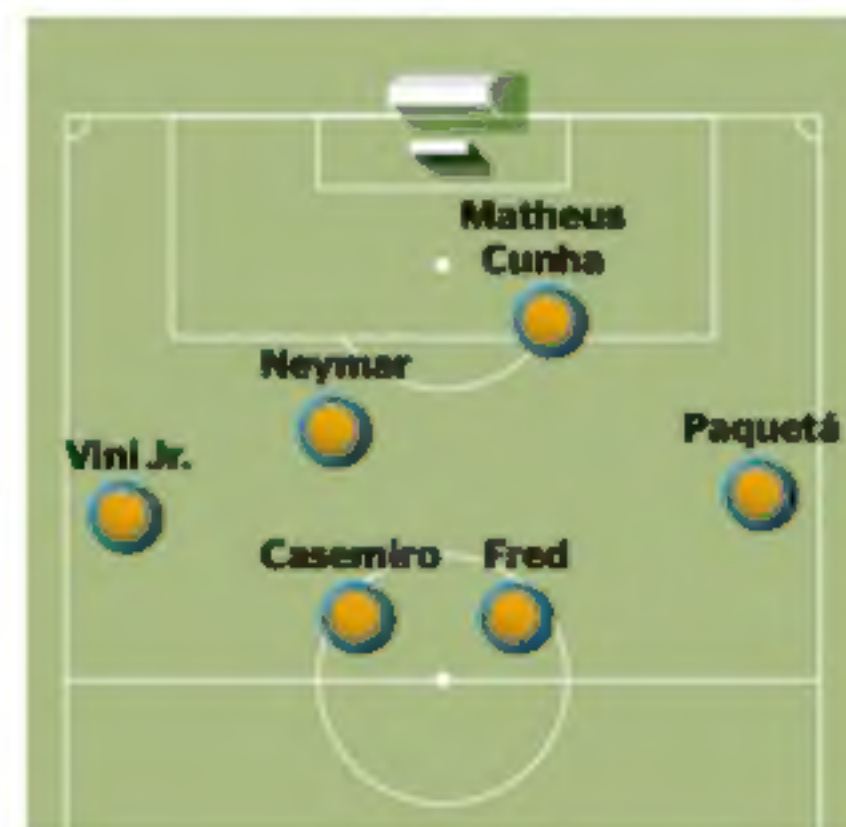 Matheus
Cunha
Neymar
Paquetá
Vini Jr.
Casemiro
Fred